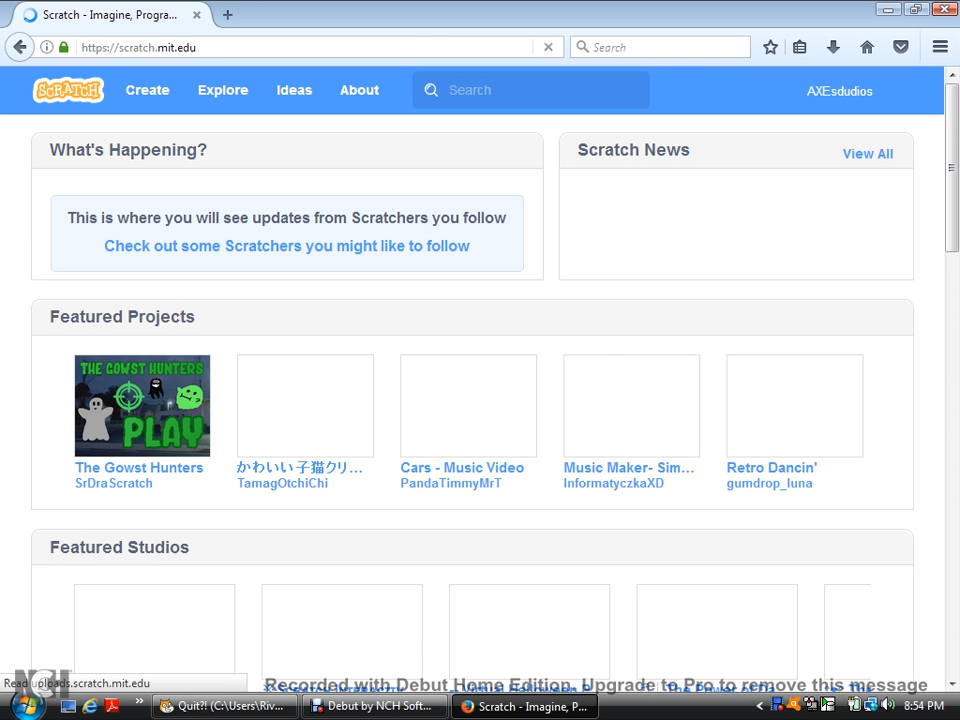 Scratch - Imagine, Progra...
https://scratch.mit.edu
Search
SCRATCH
Create
Explore
Ideas
About
Search
AXEsdudios
What's Happening?
Scratch News
View All
This is where you will see updates from Scratchers you follow
Check out some Scratchers you might like to follow
Featured Projects
THE GOWST HUNTERS
PLAY
The Gowst Hunters
SrDraScratch
かわいい子猫クリ...
TamagOtchiChi
Cars - Music Video
PandaTimmyMrT
Music Maker- Sim...
InformatyczkaXD
Retro Dancin'
gumdrop_luna
Featured Studios
Read uploads.scratch.mit.edu
NCH
Recorded with Debut Home Edition. Upgrade to Pro to remove this message
Quit?! (C:\Users\Riv...
Debut by NCH Soft...
Scratch - Imagine, P...
8:54 PM